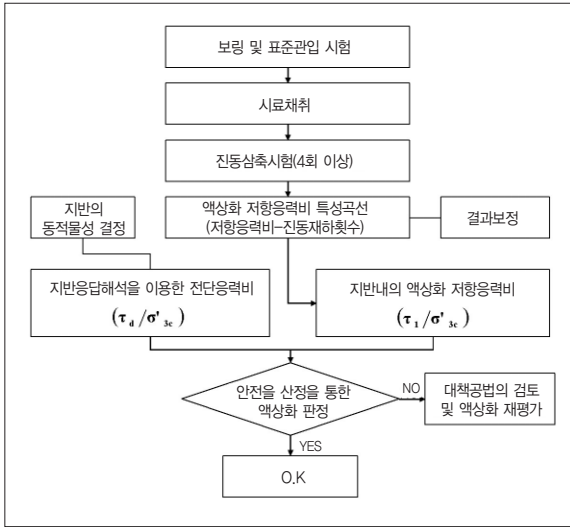 보링 및 표준관입 시험
시료채취
진동삼축시험(4회 이상)
지반의
동적물성 결정
액상화 저항응력비 특성곡선
(저항응력비-진동재하횟수)
결과보정
지반응답해석을 이용한 전단응력비
(τ_d/σ'_3c)
지반내의 액상화 저항응력비
(τ_1/σ'_3c)
안전율 산정을 통한
액상화 판정
NO
대책공법의 검토
및 액상화 재평가
YES
O.K